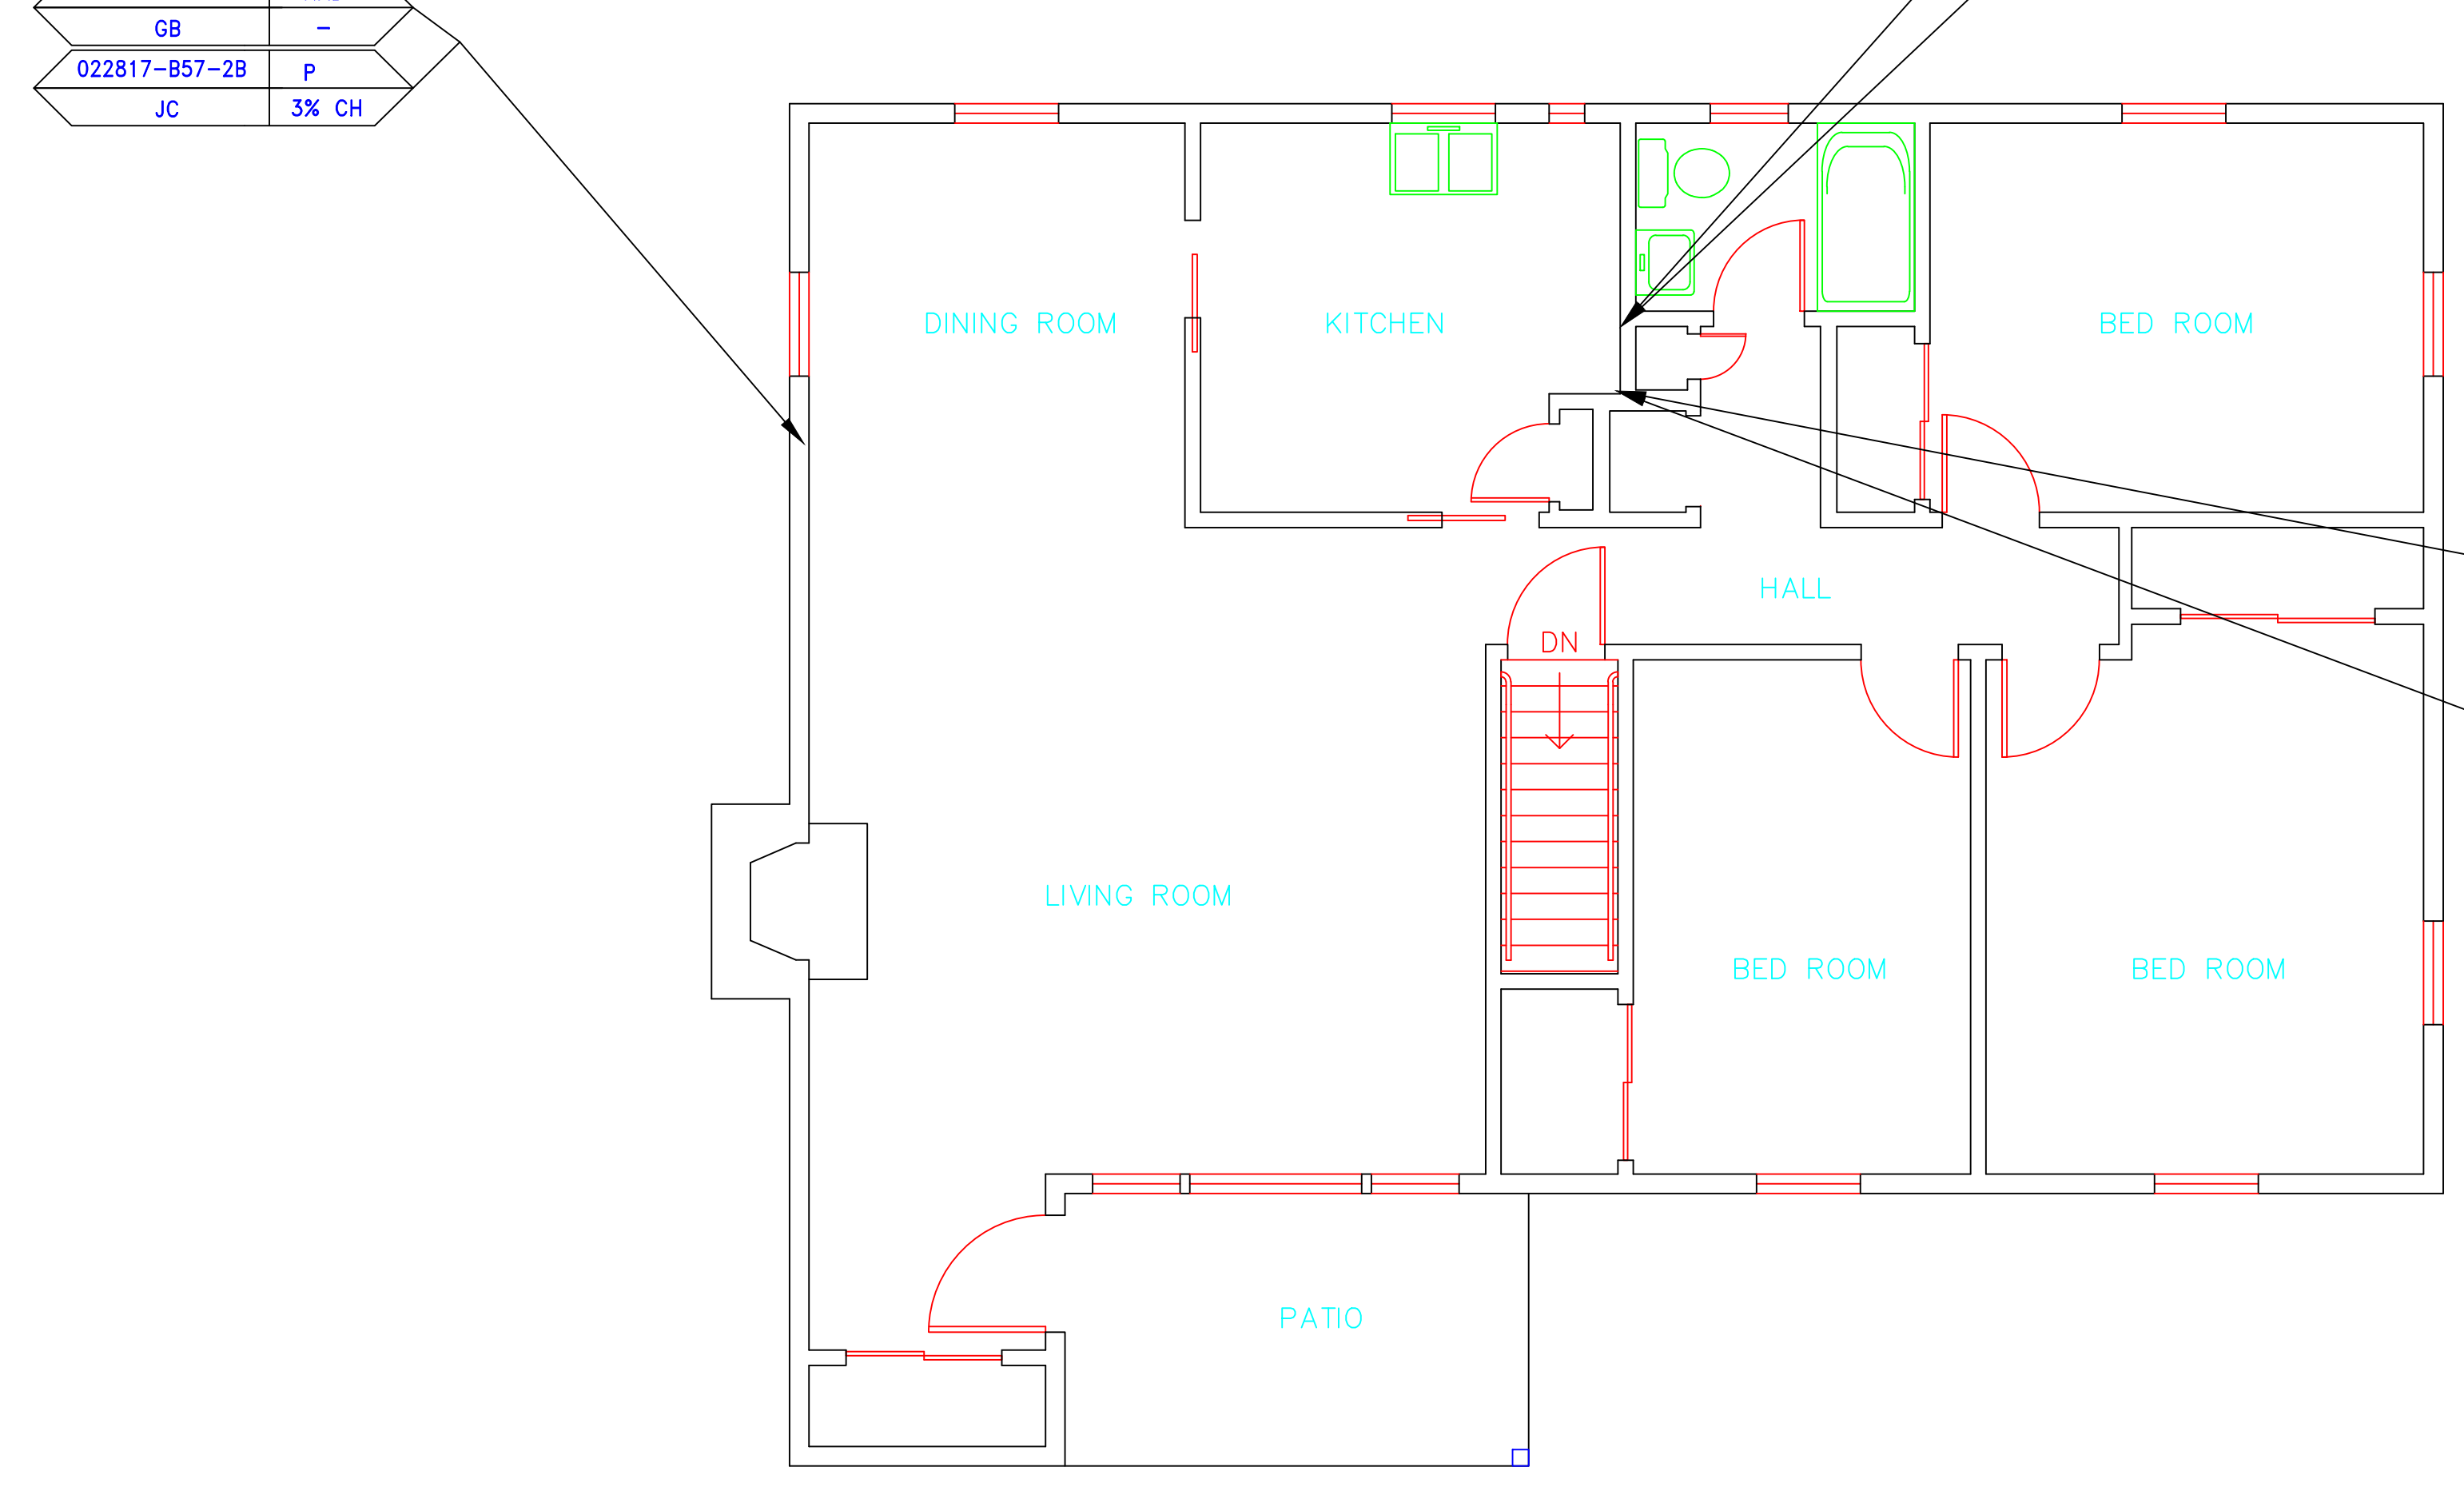 GB -
022817-B57-2B P
JC 3% CH
DINING ROOM
KITCHEN
BED ROOM
HALL
DN
LIVING ROOM
BED ROOM
BED ROOM
PATIO